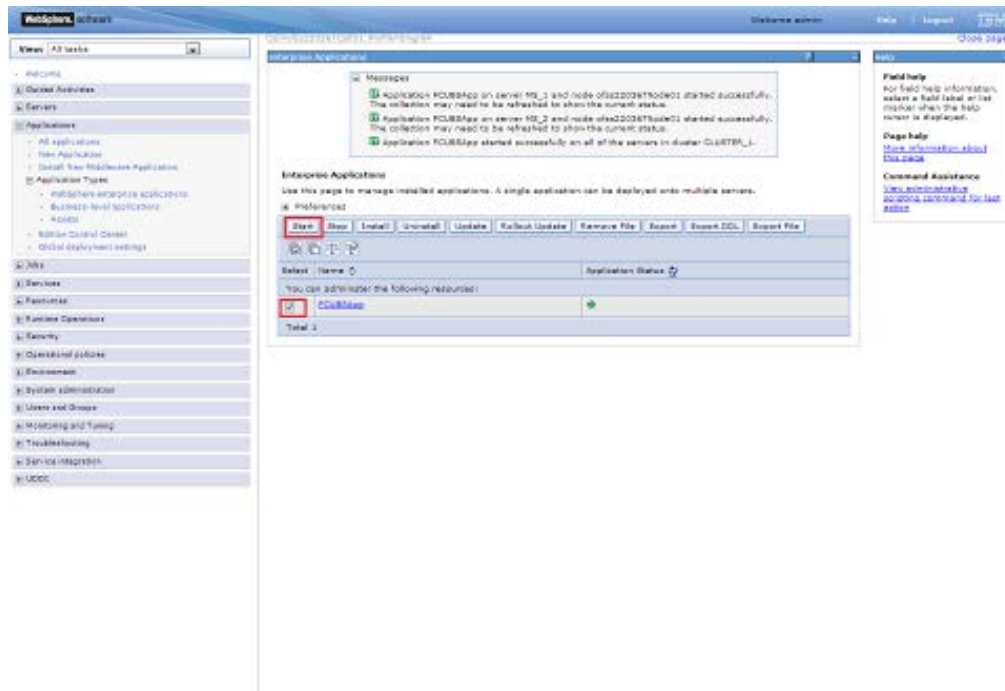 WebSphere. software
Welcome admin
Help | Logout
IBM
View: All tasks
Welcome
Guided Activities
Servers
Applications
All applications
New Application
Install New Middleware Application
Application Types
WebSphere enterprise applications
Business-level applications
Assets
Edition Control Center
Global deployment settings
Jobs
Services
Resources
Runtime Operations
Security
Operational policies
Environment
System administration
Users and Groups
Monitoring and Tuning
Troubleshooting
Service integration
UDDI
Close page
Enterprise Applications
?
Messages
Application FCUBSApp on server MS_1 and node started successfully.
The collection may need to be refreshed to show the current status.
Application FCUBSApp on server MS_2 and node started successfully.
The collection may need to be refreshed to show the current status.
Application FCUBSApp started successfully on all of the servers in cluster CLUSTER_1.
Enterprise Applications
Use this page to manage installed applications. A single application can be deployed onto multiple servers.
Preferences
Start Stop Install Uninstall Update Rollout Update Remove File Export Export DDL Export File
Select Name Application Status
You can administer the following resources:
FCUBSApp
Total 1
Help
Field help
For field help information,
select a field label or list
marker when the help
cursor is displayed.
Page help
More information about
this page
Command Assistance
View administrative
scripting command for last
action